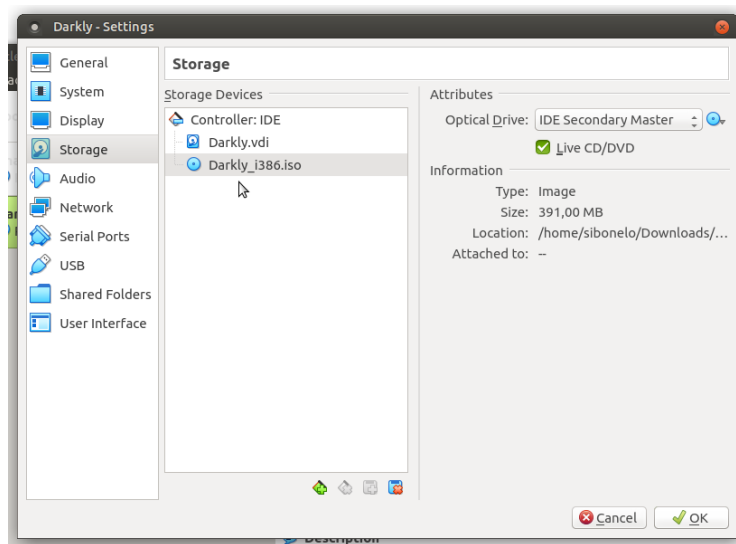 Darkly - Settings
General
System
Display
Storage
Audio
Network
Serial Ports
USB
Shared Folders
User Interface
Storage
Storage Devices
Controller: IDE
Darkly.vdi
Darkly_i386.iso
Attributes
Optical Drive: IDE Secondary Master
Live CD/DVD
Information
Type: Image
Size: 391,00 MB
Location: /home/sibonelo/Downloads/...
Attached to: --
Cancel
OK
Description